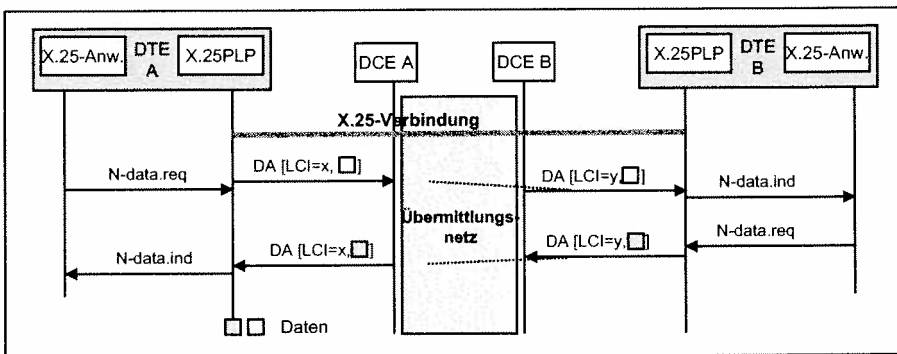 X.25-Anw.
DTE
A
X.25PLP
DCE A
DCE B
X.25PLP
DTE
B
X.25-Anw.
X.25-Verbindung
N-data.req
DA [LCI=x, ]
DA [LCI=y, ]
N-data.ind
Übermittlungs-
netz
N-data.ind
DA [LCI=x, ]
DA [LCI=y, ]
N-data.req
Daten